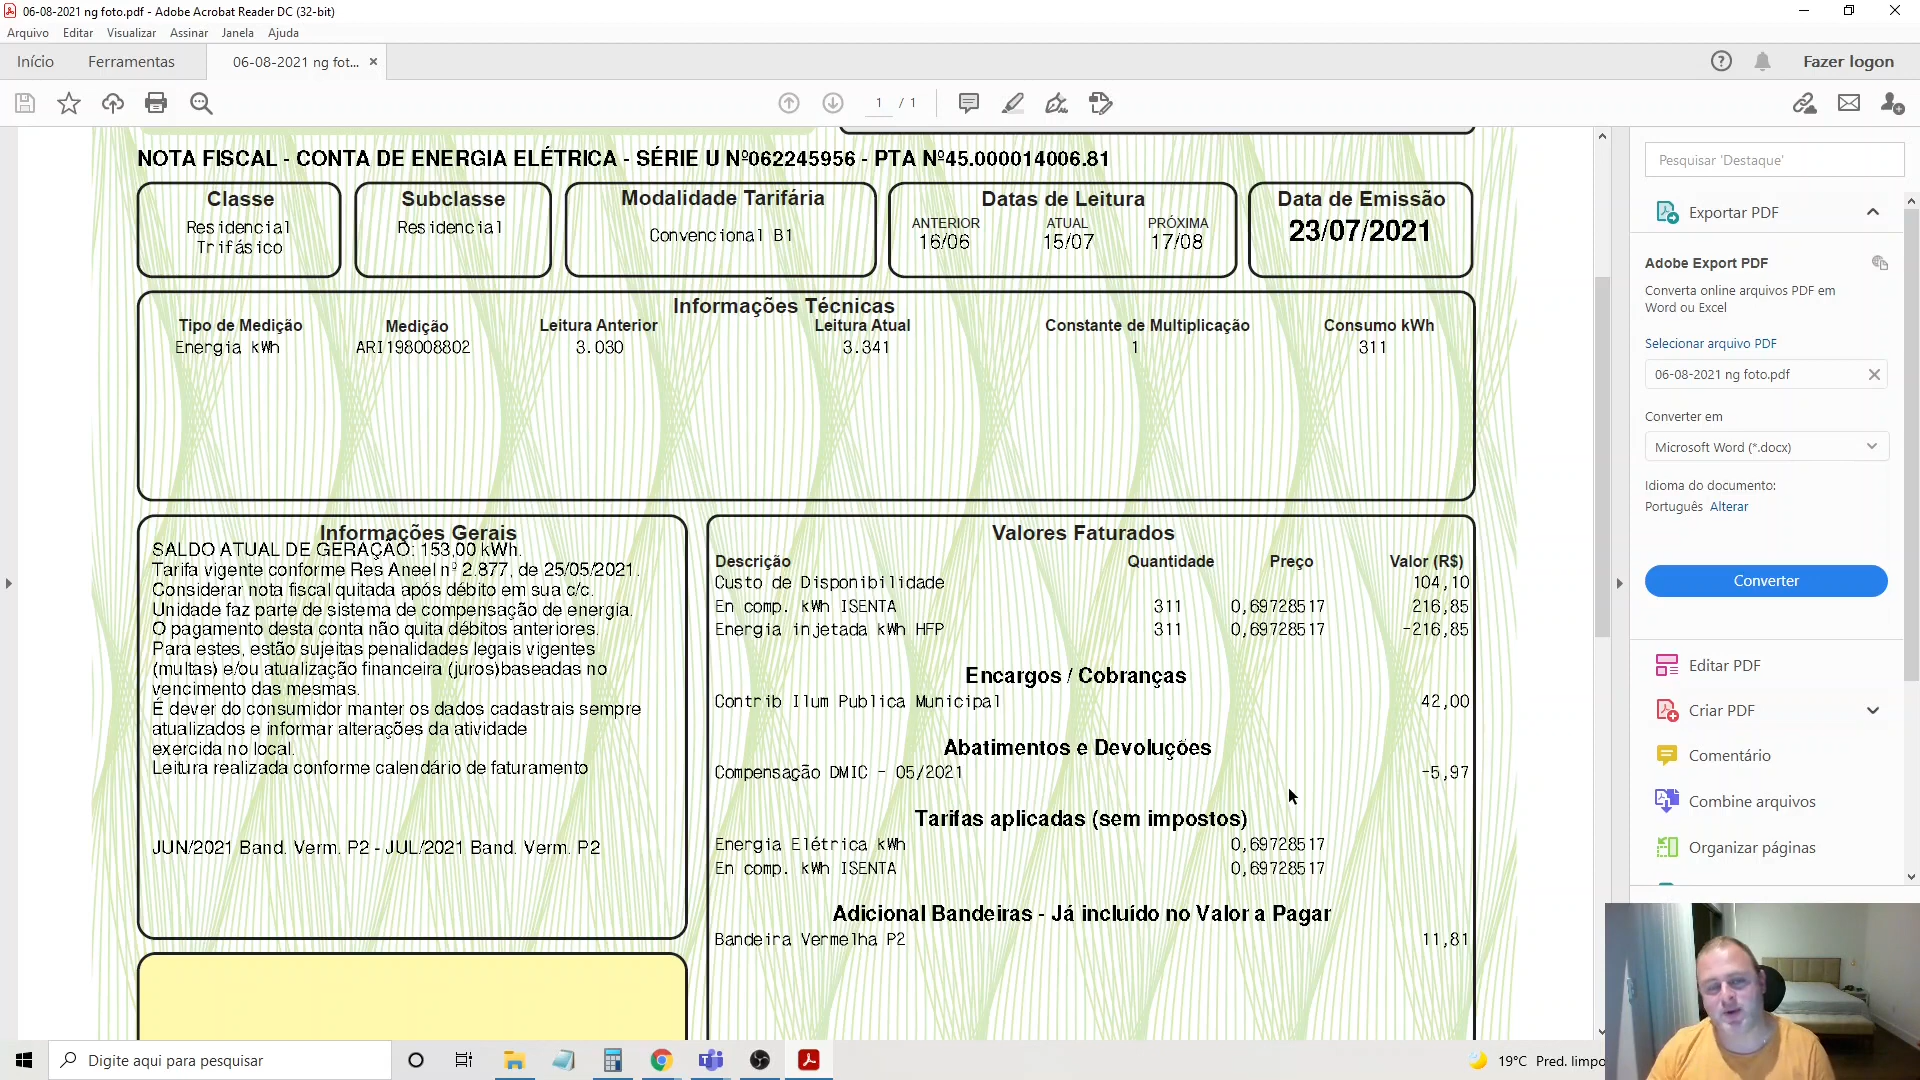 06-08-2021 ng foto.pdf - Adobe Acrobat Reader DC (32-bit)
Arquivo Editar Visualizar Assinar Janela Ajuda
Início Ferramentas 06-08-2021 ng fot... Fazer logon
1 / 1
NOTA FISCAL - CONTA DE ENERGIA ELÉTRICA - SÉRIE U Nº062245956 - PTA Nº45.000014006.81
Classe
Residencial
Trifásico
Subclasse
Residencial
Modalidade Tarifária
Convencional B1
Datas de Leitura
ANTERIOR ATUAL PRÓXIMA
16/06 15/07 17/08
Data de Emissão
23/07/2021
Informações Técnicas
Tipo de Medição Medição Leitura Anterior Leitura Atual Constante de Multiplicação Consumo kWh
Energia kWh ARI198008802 3.030 3.341 1 311
Informações Gerais
SALDO ATUAL DE GERAÇÃO: 153,00 kWh.
Tarifa vigente conforme Res Aneel nº 2.877, de 25/05/2021.
Considerar nota fiscal quitada após débito em sua c/c.
Unidade faz parte de sistema de compensação de energia.
O pagamento desta conta não quita débitos anteriores.
Para estes, estão sujeitas penalidades legais vigentes
(multas) e/ou atualização financeira (juros)baseadas no
vencimento das mesmas.
É dever do consumidor manter os dados cadastrais sempre
atualizados e informar alterações da atividade
exercida no local.
Leitura realizada conforme calendário de faturamento
JUN/2021 Band. Verm. P2 - JUL/2021 Band. Verm. P2
Valores Faturados
Descrição Quantidade Preço Valor (R$)
Custo de Disponibilidade 104,10
En comp. kWh ISENTA 311 0,69728517 216,85
Energia injetada kWh HFP 311 0,69728517 -216,85
Encargos / Cobranças
Contrib Ilum Publica Municipal 42,00
Abatimentos e Devoluções
Compensação DMIC - 05/2021 -5,97
Tarifas aplicadas (sem impostos)
Energia Elétrica kWh 0,69728517
En comp. kWh ISENTA 0,69728517
Adicional Bandeiras - Já incluído no Valor a Pagar
Bandeira Vermelha P2 11,81
Pesquisar 'Destaque'
Exportar PDF
Adobe Export PDF
Converta online arquivos PDF em
Word ou Excel
Selecionar arquivo PDF
06-08-2021 ng foto.pdf
Converter em
Microsoft Word (*.docx)
Idioma do documento:
Português Alterar
Converter
Editar PDF
Criar PDF
Comentário
Combine arquivos
Organizar páginas
Digite aqui para pesquisar
19°C Pred. limpo